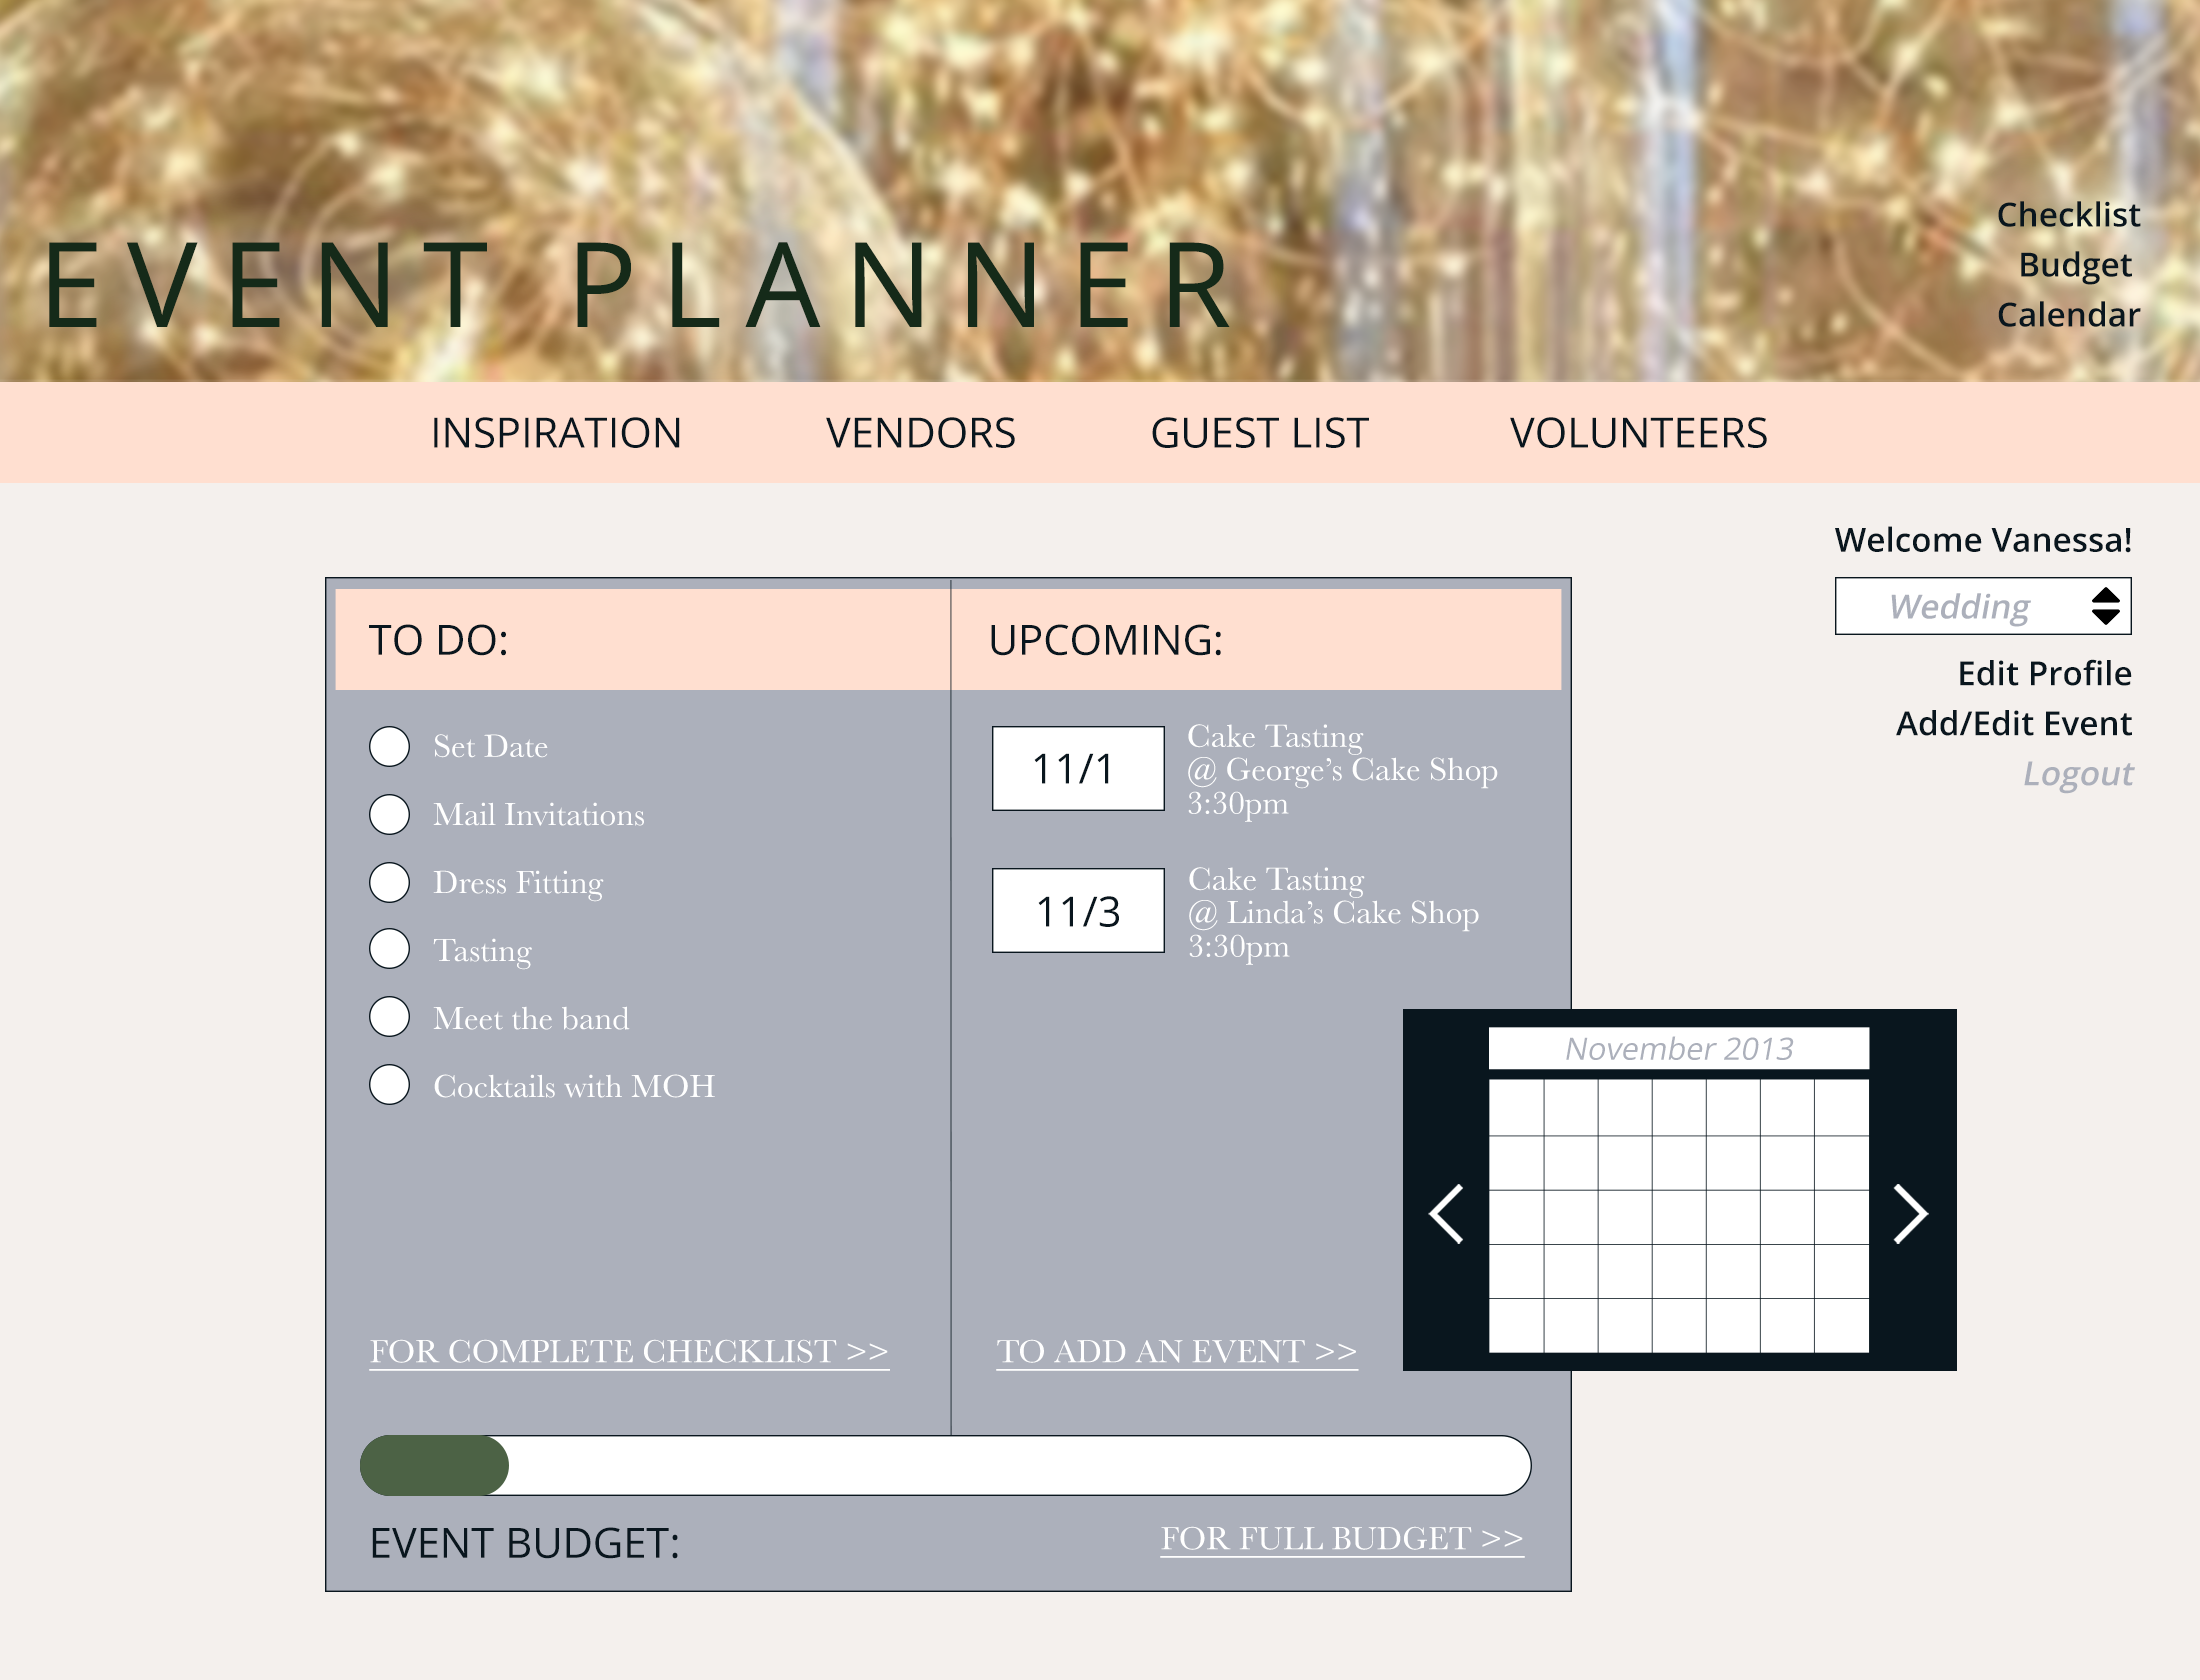 EVENT PLANNER
Checklist
Budget
Calendar
INSPIRATION VENDORS GUEST LIST VOLUNTEERS
Welcome Vanessa!
Wedding
Edit Profile
Add/Edit Event
Logout
TO DO:
Set Date
Mail Invitations
Dress Fitting
Tasting
Meet the band
Cocktails with MOH
FOR COMPLETE CHECKLIST >>
UPCOMING:
11/1
Cake Tasting
@ George’s Cake Shop
3:30pm
11/3
Cake Tasting
@ Linda’s Cake Shop
3:30pm
TO ADD AN EVENT >>
November 2013
EVENT BUDGET:
FOR FULL BUDGET >>